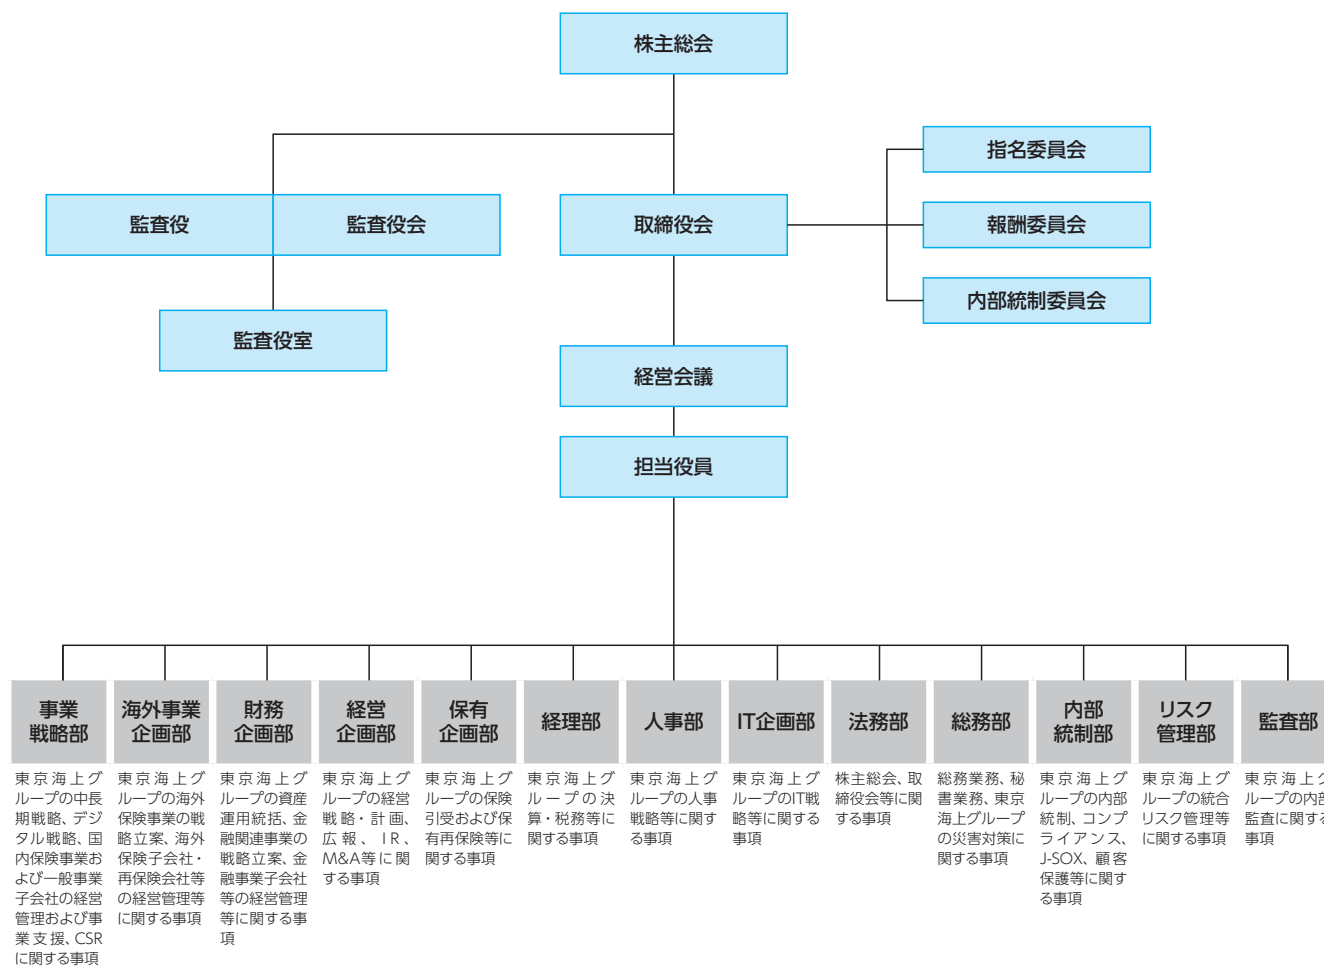 株主総会
指名委員会
監査役
監査役会
取締役会
報酬委員会
内部統制委員会
監査役室
経営会議
担当役員
事業
戦略部
東京海上グ
ループの中長
期戦略、デジ
タル戦略、国
内保険事業お
よび一般事業
子会社の経営
管理および事
業支援、CSR
に関する事項
海外事業
企画部
東京海上グ
ループの海外
保険事業の戦
略立案、海外
保険子会社・
再保険会社等
の経営管理等
に関する事項
財務
企画部
東京海上グ
ループの資産
運用統括、金
融関連事業の
戦略立案、金
融事業子会社
等の経営管理
等に関する事
項
経営
企画部
東京海上グ
ループの経営
戦略・計画、
広報、IR、
M&A等に関
する事項
保有
企画部
東京海上グ
ループの保険
引受および保
有再保険等に
関する事項
経理部
東京海上グ
ループの決
算・税務等に
関する事項
人事部
東京海上グ
ループの人事
戦略等に関す
る事項
IT企画部
東京海上グ
ループのIT戦
略等に関する
事項
法務部
株主総会、取
締役会等に関
する事項
総務部
総務業務、秘
書業務、東京
海上グループ
の災害対策に
関する事項
内部
統制部
東京海上グ
ループの内部
統制、コンプ
ライアンス、
J-SOX、顧客
保護等に関す
る事項
リスク
管理部
東京海上グ
ループの統合
リスク管理等
に関する事項
監査部
東京海上グ
ループの内部
監査に関する
事項